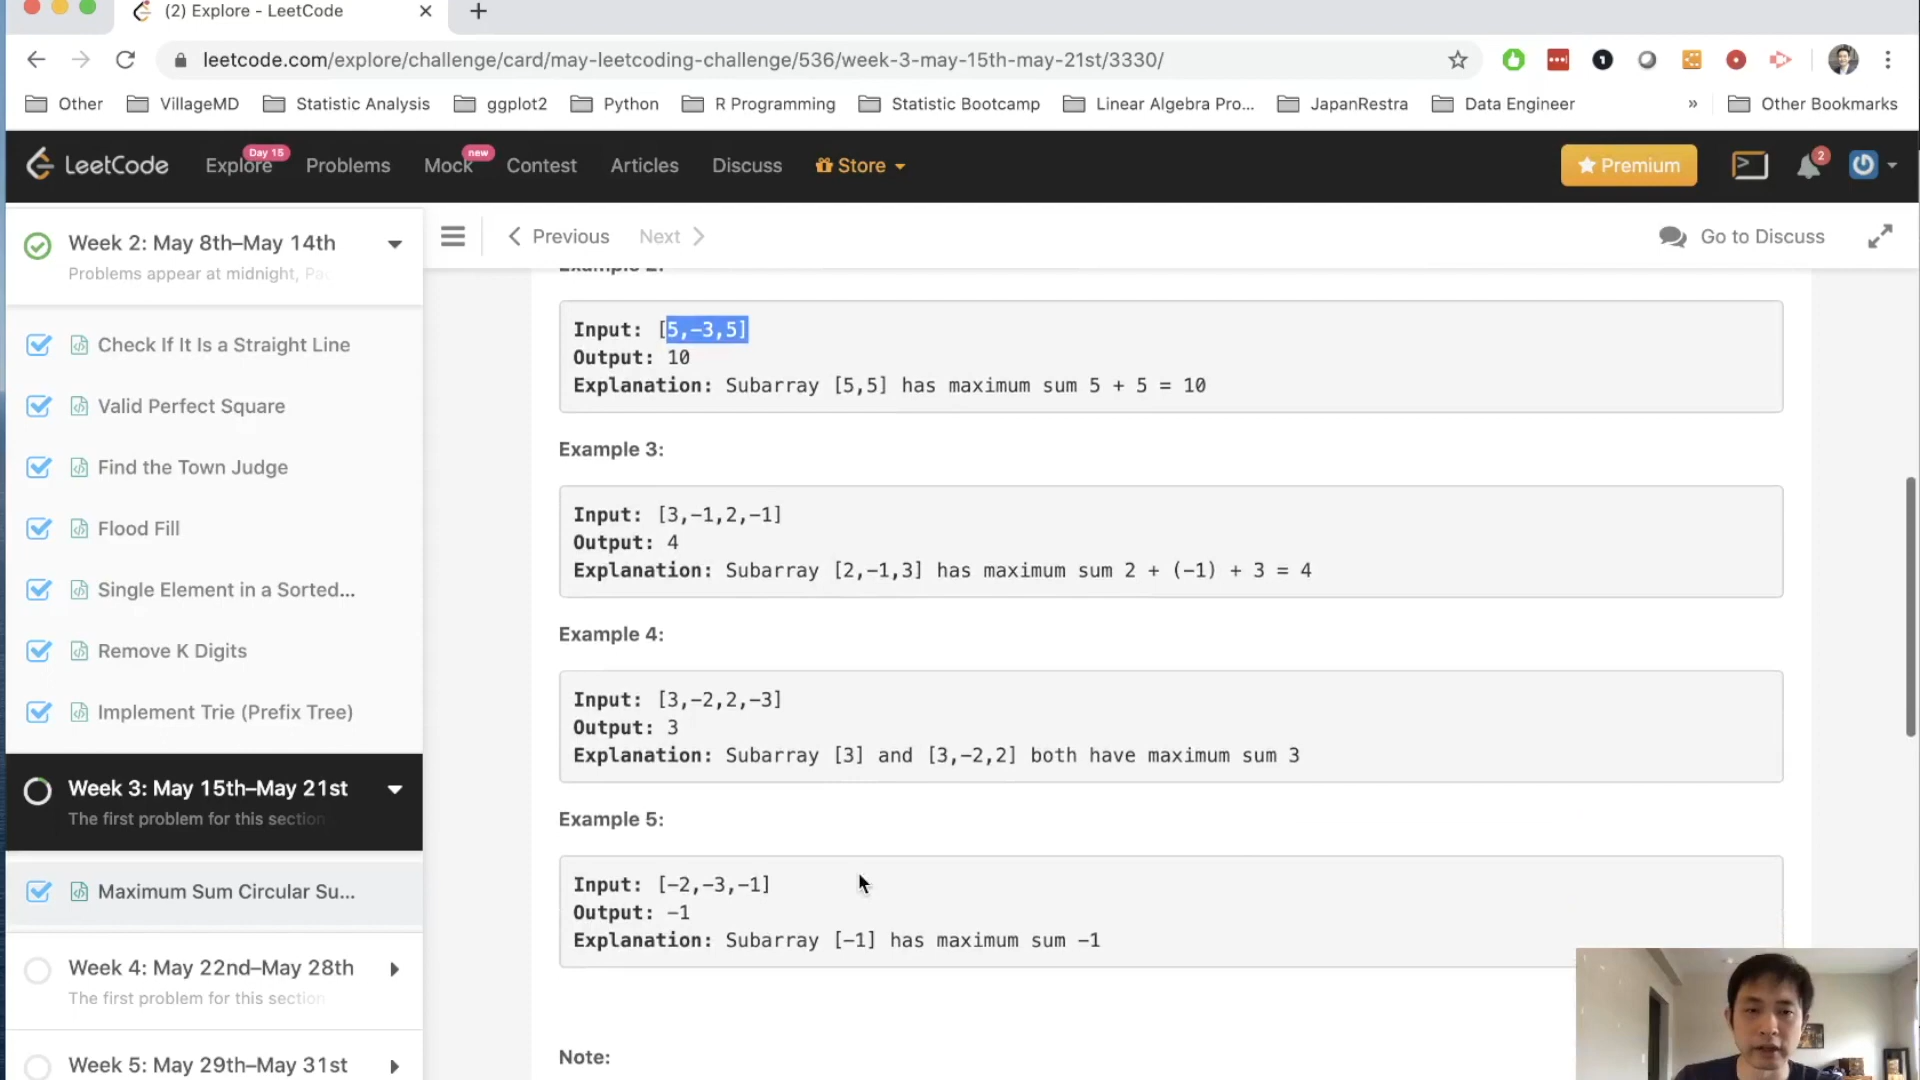 (2) Explore - LeetCode
leetcode.com/explore/challenge/card/may-leetcoding-challenge/536/week-3-may-15th-may-21st/3330/
Other VillageMD Statistic Analysis ggplot2 Python R Programming Statistic Bootcamp Linear Algebra Pro... JapanRestra Data Engineer » Other Bookmarks
LeetCode Explore Day 15 Problems Mock new Contest Articles Discuss Store Premium 2
Week 2: May 8th–May 14th
Problems appear at midnight, Pa
Check If It Is a Straight Line
Valid Perfect Square
Find the Town Judge
Flood Fill
Single Element in a Sorted...
Remove K Digits
Implement Trie (Prefix Tree)
Week 3: May 15th–May 21st
The first problem for this section
Maximum Sum Circular Su...
Week 4: May 22nd–May 28th
The first problem for this section
Week 5: May 29th–May 31st
Previous Next Go to Discuss
Example 2:
Input: [5,-3,5]
Output: 10
Explanation: Subarray [5,5] has maximum sum 5 + 5 = 10
Example 3:
Input: [3,-1,2,-1]
Output: 4
Explanation: Subarray [2,-1,3] has maximum sum 2 + (-1) + 3 = 4
Example 4:
Input: [3,-2,2,-3]
Output: 3
Explanation: Subarray [3] and [3,-2,2] both have maximum sum 3
Example 5:
Input: [-2,-3,-1]
Output: -1
Explanation: Subarray [-1] has maximum sum -1
Note: